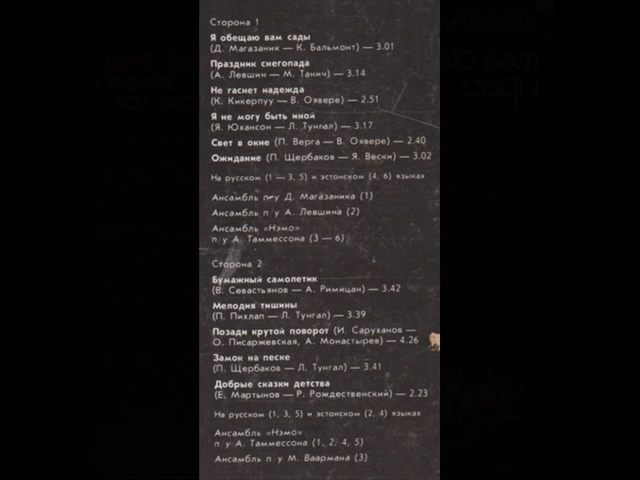 Сторона 1
Я обещаю вам сады
(Д. Магазаник — К. Бальмонт) — 3.01
Праздник снегопада
(А. Левшин — М. Танич) — 3.14
Не гаснет надежда
(К. Кикерпуу — В. Оявере) — 2.51
Я не могу быть иной
(Я. Юхансон — Л. Тунгал) — 3.17
Свет в окне (П. Верга — В. Оявере) — 2.40
Ожидание (П. Щербаков — Я. Вески) — 3.02
На русском (1 — 3, 5) и эстонском (4, 6) языках
Ансамбль п/у Д. Магазаника (1)
Ансамбль п/у А. Левшина (2)
Ансамбль «Нэмо»
п/у А. Таммессона (3 — 6)
Сторона 2
Бумажный самолетик
(В. Севастьянов — А. Римицан) — 3.42
Мелодия тишины
(П. Пихлап — Л. Тунгал) — 3.39
Позади крутой поворот (И. Саруханов —
О. Писаржевская, А. Монастырев) — 4.26
Замок на песке
(П. Щербаков — Л. Тунгал) — 3.41
Добрые сказки детства
(Е. Мартынов — Р. Рождественский) — 2.23
На русском (1, 3, 5) и эстонском (2, 4) языках
Ансамбль «Нэмо»
п/у А. Таммессона (1, 2, 4, 5)
Ансамбль п/у М. Ваармана (3)